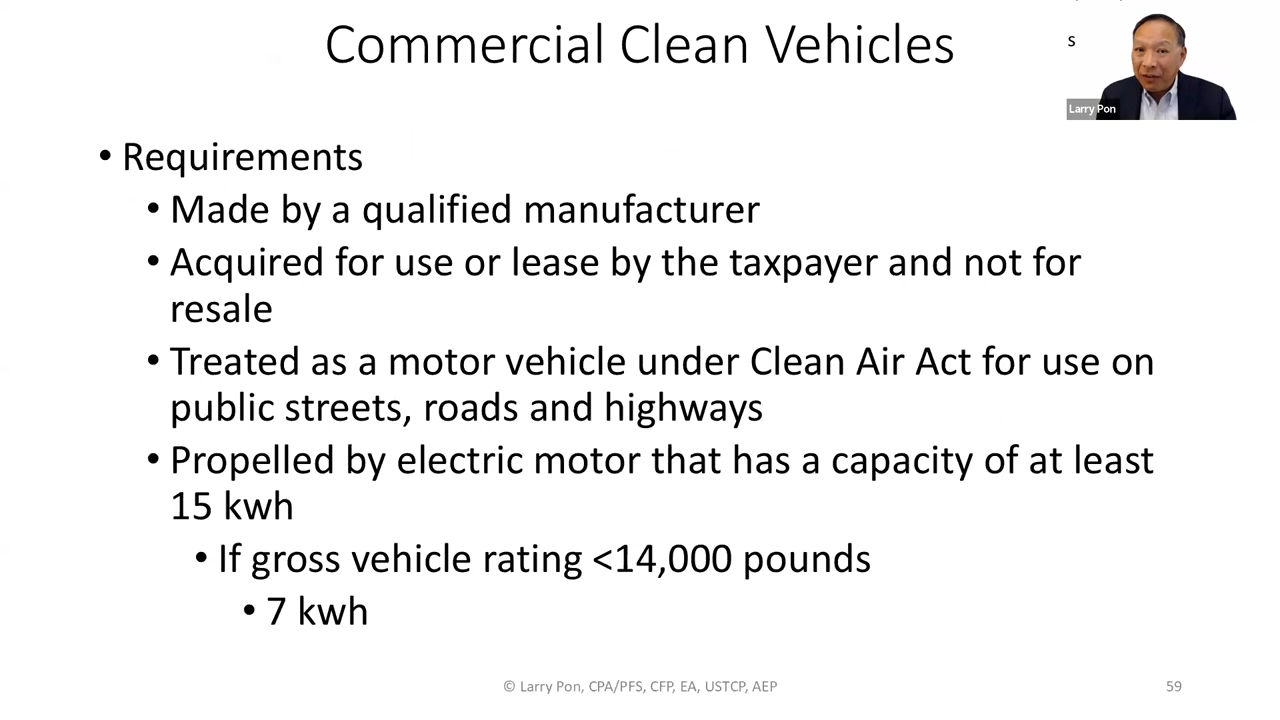 Commercial Clean Vehicles
s
Larry Pon
• Requirements
• Made by a qualified manufacturer
• Acquired for use or lease by the taxpayer and not for
resale
• Treated as a motor vehicle under Clean Air Act for use on
public streets, roads and highways
• Propelled by electric motor that has a capacity of at least
15 kwh
• If gross vehicle rating <14,000 pounds
• 7 kwh
© Larry Pon, CPA/PFS, CFP, EA, USTCP, AEP
59